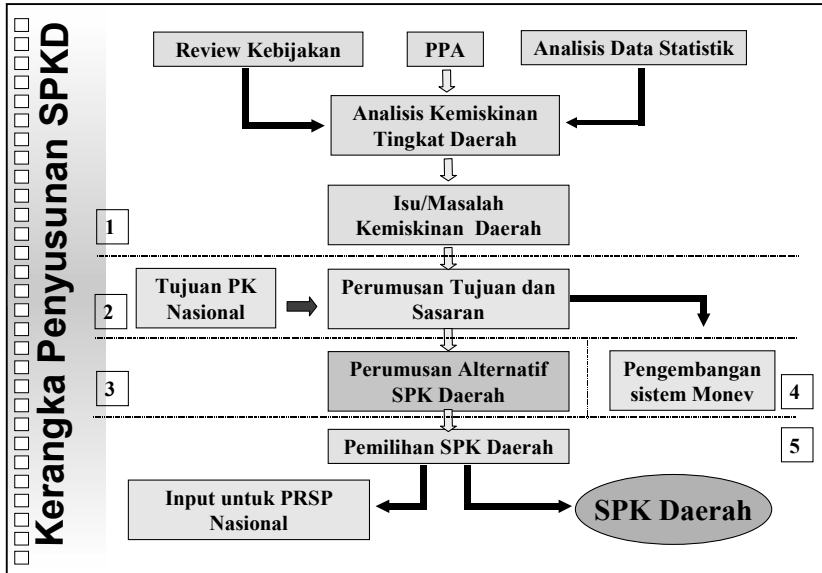 Kerangka Penyusunan SPKD
Review Kebijakan
PPA
Analisis Data Statistik
Analisis Kemiskinan
Tingkat Daerah
Isu/Masalah
Kemiskinan Daerah
1
Tujuan PK
Nasional
Perumusan Tujuan dan
Sasaran
2
Perumusan Alternatif
SPK Daerah
3
Pengembangan
sistem Monev
4
Pemilihan SPK Daerah
5
Input untuk PRSP
Nasional
SPK Daerah